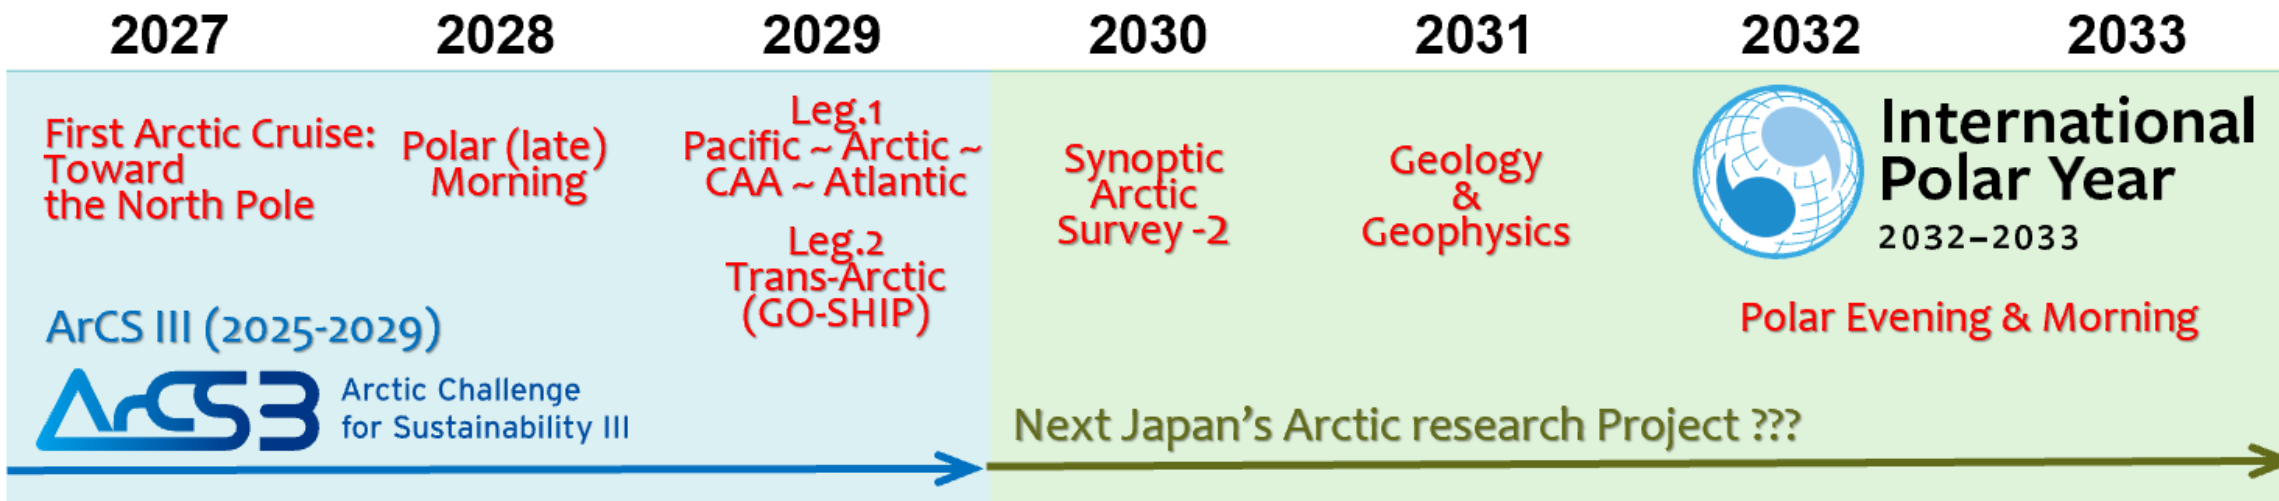 2027 2028 2029 2030 2031 2032 2033
First Arctic Cruise:
Toward
the North Pole
Polar (late)
Morning
Leg.1
Pacific ~ Arctic ~
CAA ~ Atlantic
Leg.2
Trans-Arctic
(GO-SHIP)
Synoptic
Arctic
Survey -2
Geology
&
Geophysics
International
Polar Year
2032–2033
Polar Evening & Morning
ArCS III (2025-2029)
ArCS3
Arctic Challenge
for Sustainability III
Next Japan's Arctic research Project ???